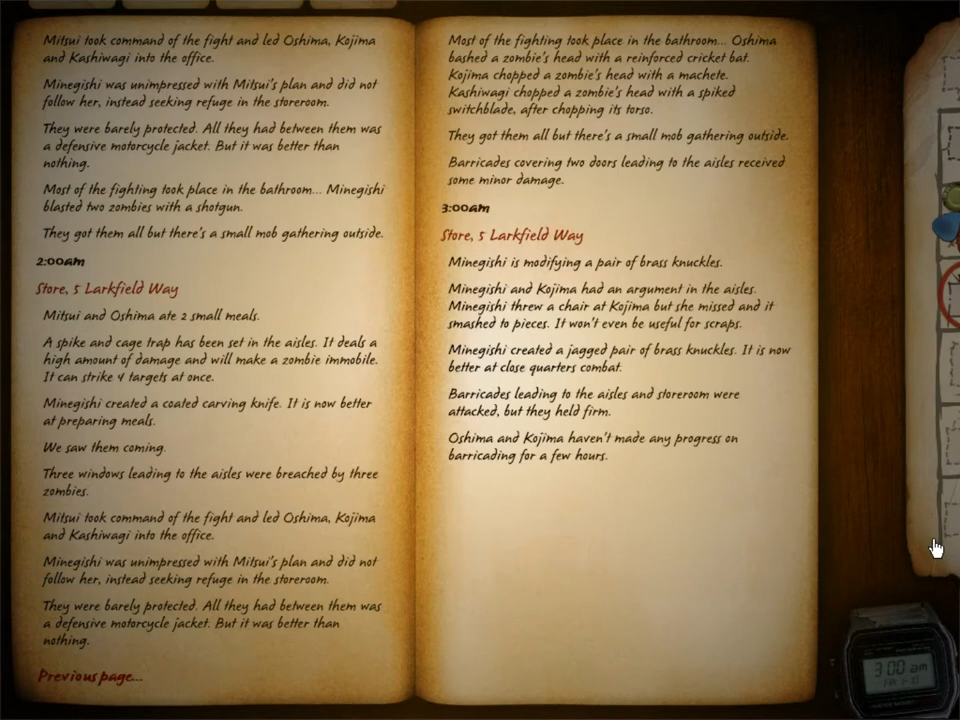 Mitsui took command of the fight and led Oshima, Kojima
and Kashiwagi into the office.
Minegishi was unimpressed with Mitsui's plan and did not
follow her, instead seeking refuge in the storeroom.
They were barely protected. All they had between them was
a defensive motorcycle jacket. But it was better than
nothing.
Most of the fighting took place in the bathroom... Minegishi
blasted two zombies with a shotgun.
They got them all but there's a small mob gathering outside.
2:00am
Store, 5 Larkfield Way
Mitsui and Oshima ate 2 small meals.
A spike and cage trap has been set in the aisles. It deals a
high amount of damage and will make a zombie immobile.
It can strike 4 targets at once.
Minegishi created a coated carving knife. It is now better
at preparing meals.
We saw them coming.
Three windows leading to the aisles were breached by three
zombies.
Mitsui took command of the fight and led Oshima, Kojima
and Kashiwagi into the office.
Minegishi was unimpressed with Mitsui's plan and did not
follow her, instead seeking refuge in the storeroom.
They were barely protected. All they had between them was
a defensive motorcycle jacket. But it was better than
nothing.
Previous page...
Most of the fighting took place in the bathroom... Oshima
bashed a zombie's head with a reinforced cricket bat.
Kojima chopped a zombie's head with a machete.
Kashiwagi chopped a zombie's head with a spiked
switchblade, after chopping its torso.
They got them all but there's a small mob gathering outside.
Barricades covering two doors leading to the aisles received
some minor damage.
3:00am
Store, 5 Larkfield Way
Minegishi is modifying a pair of brass knuckles.
Minegishi and Kojima had an argument in the aisles.
Minegishi threw a chair at Kojima but she missed and it
smashed to pieces. It won't even be useful for scraps.
Minegishi created a jagged pair of brass knuckles. It is now
better at close quarters combat.
Barricades leading to the aisles and storeroom were
attacked, but they held firm.
Oshima and Kojima haven't made any progress on
barricading for a few hours.
3:00 am